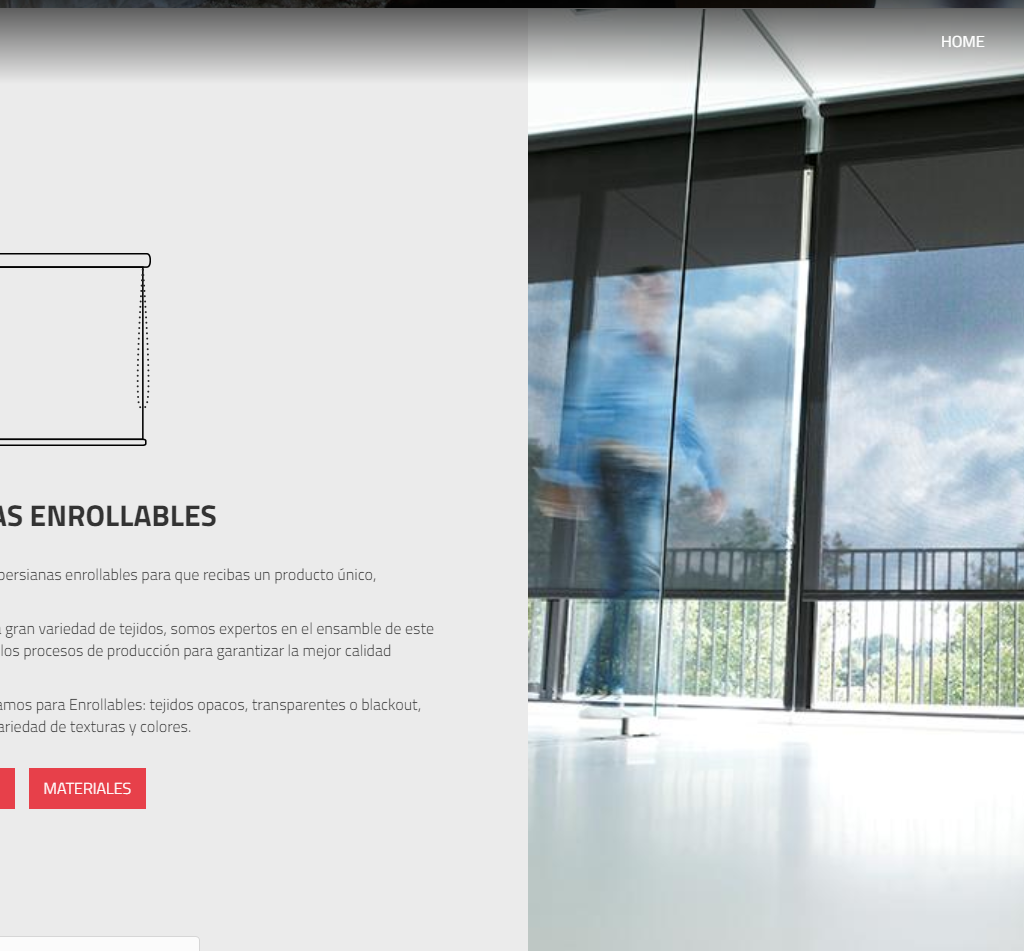 HOME
AS ENROLLABLES
persianas enrollables para que recibas un producto único,
gran variedad de tejidos, somos expertos en el ensamble de este
los procesos de producción para garantizar la mejor calidad
amos para Enrollables: tejidos opacos, transparentes o blackout,
ariedad de texturas y colores.
MATERIALES